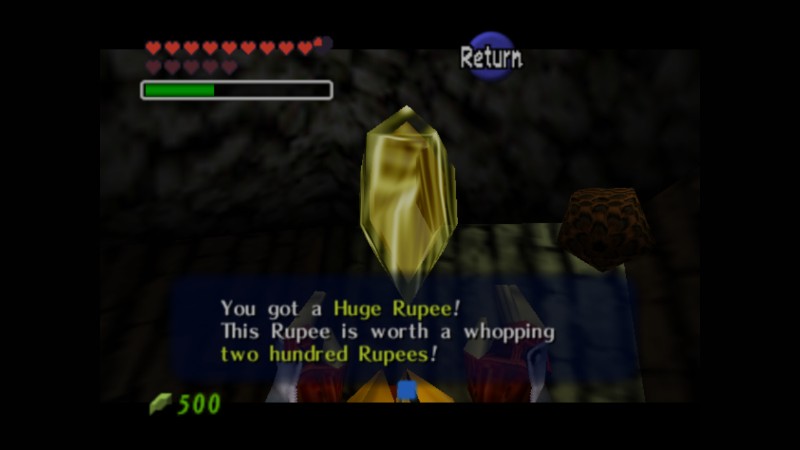 Return
You got a Huge Rupee!
This Rupee is worth a whopping
two hundred Rupees!
500